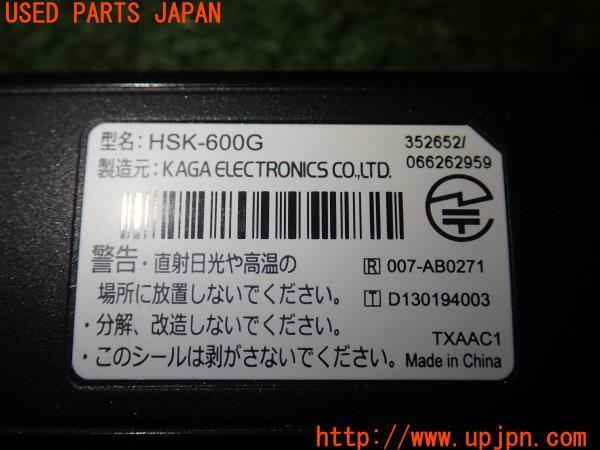 USED PARTS JAPAN
型名: HSK-600G
352652/
066262959
製造元: KAGA ELECTRONICS CO.,LTD.
警告・直射日光や高温の
場所に放置しないでください。
・分解、改造しないでください。
・このシールは剥がさないでください。
R 007-AB0271
T D130194003
TXAAC1
Made in China
http://www.upjpn.com/